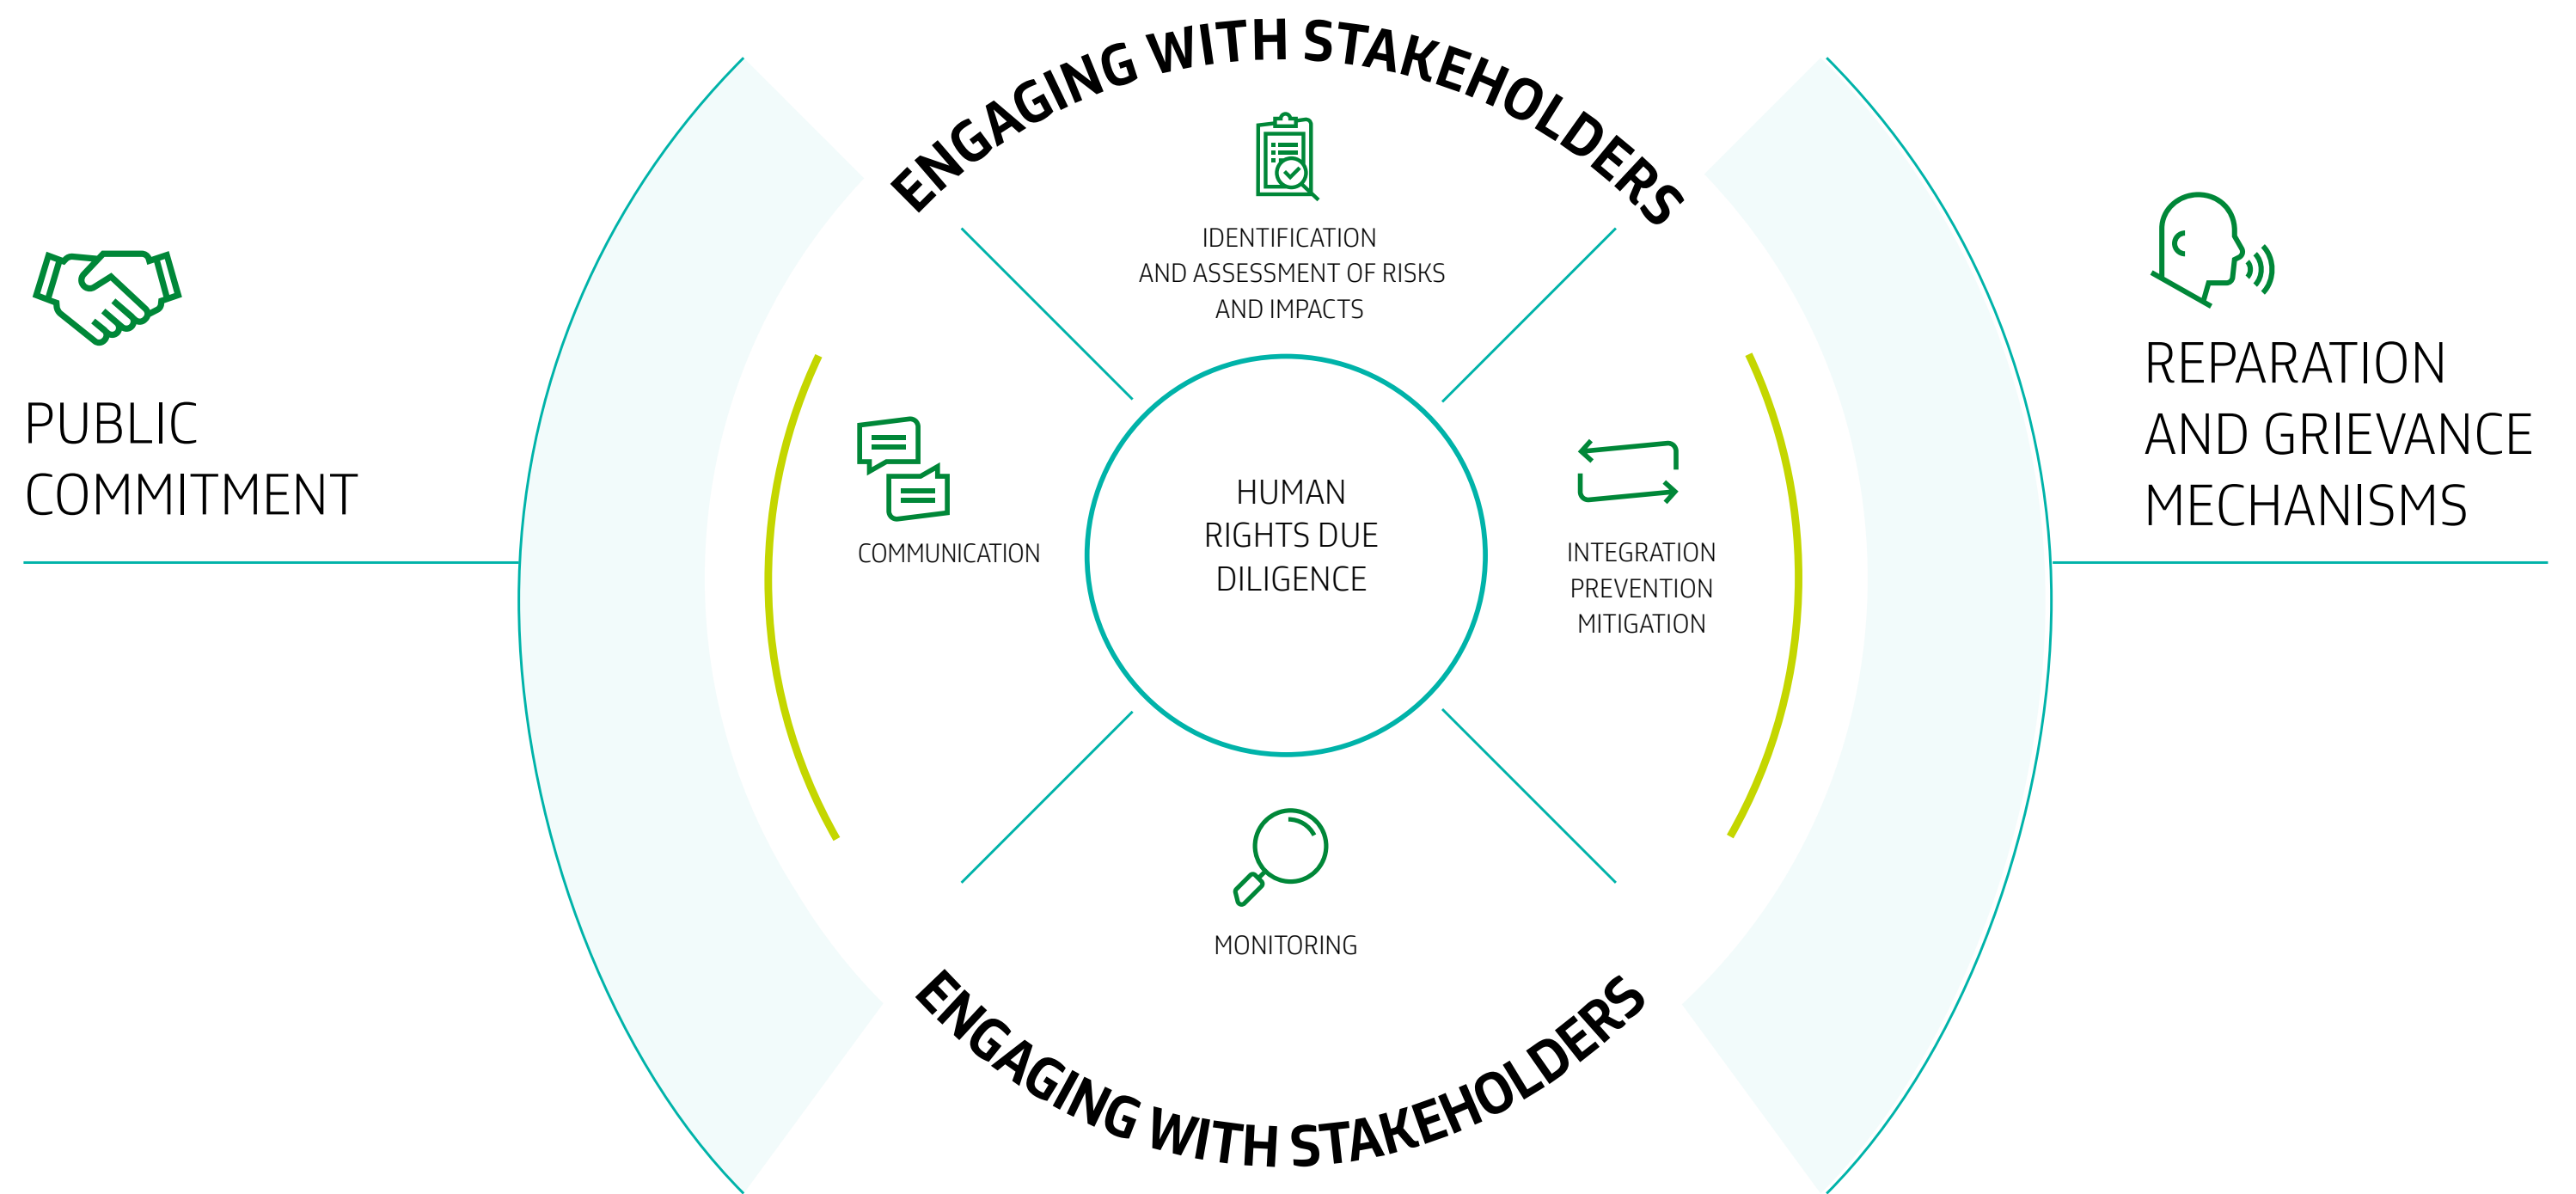 ENGAGING WITH STAKEHOLDERS
IDENTIFICATION
AND ASSESSMENT OF RISKS
AND IMPACTS
PUBLIC
COMMITMENT
COMMUNICATION
HUMAN
RIGHTS DUE
DILIGENCE
INTEGRATION
PREVENTION
MITIGATION
REPARATION
AND GRIEVANCE
MECHANISMS
MONITORING
ENGAGING WITH STAKEHOLDERS